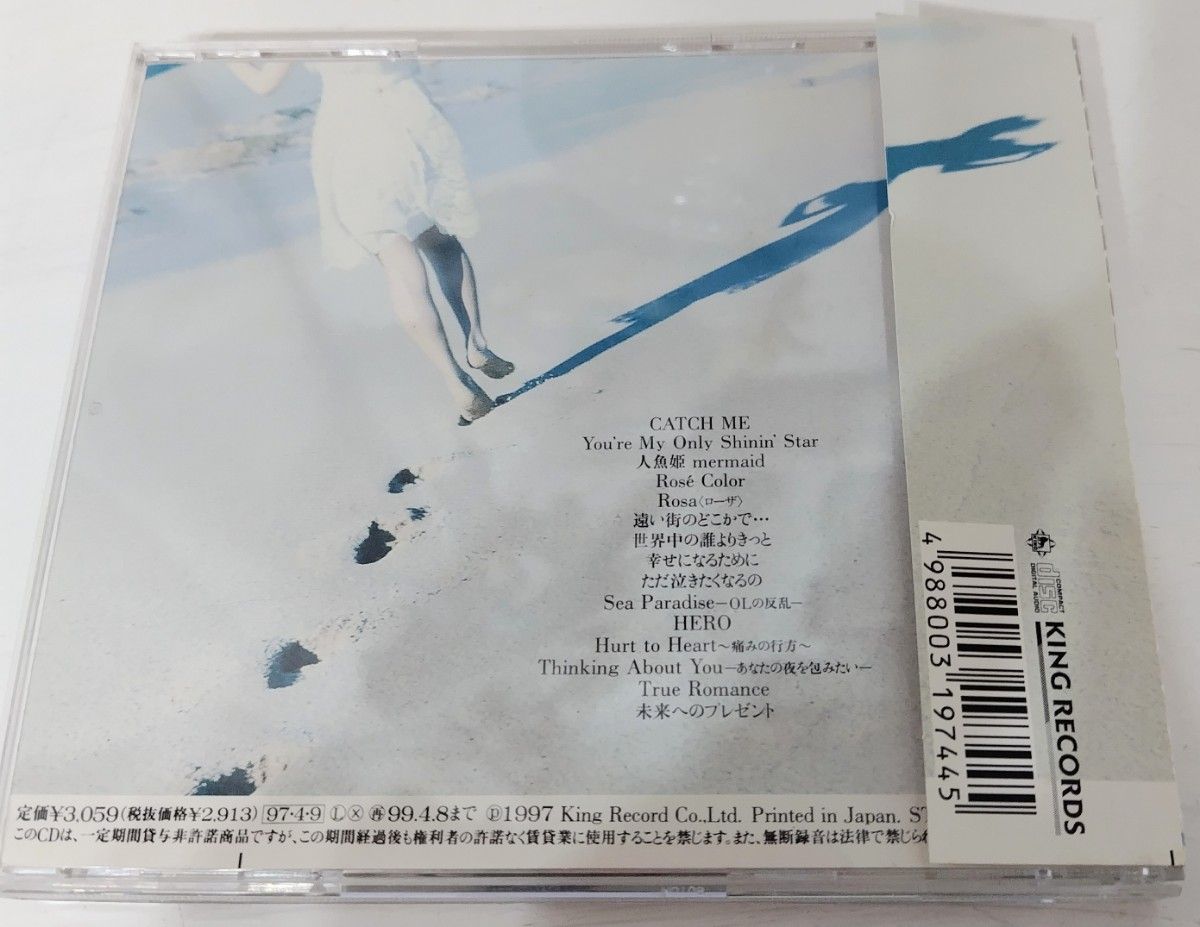 CATCH ME
You're My Only Shinin' Star
人魚姫 mermaid
Rosé Color
Rosa〈ローザ〉
遠い街のどこかで…
世界中の誰よりきっと
幸せになるために
ただ泣きたくなるの
Sea Paradise—OLの反乱—
HERO
Hurt to Heart～痛みの行方～
Thinking About You—あなたの夜を包みたい—
True Romance
未来へのプレゼント
定価¥3,059(税抜価格¥2,913) 97・4・9 Ⓛ Ⓧ ㊢99.4.8まで Ⓟ1997 King Record Co.,Ltd. Printed in Japan. ST
このCDは、一定期間貸与非許諾商品ですが、この期間経過後も権利者の許諾なく賃貸業に使用することを禁じます。また、無断録音は法律で禁じられ
4 988003 197445
COMPACT
disc
DIGITAL AUDIO
KING RECORDS